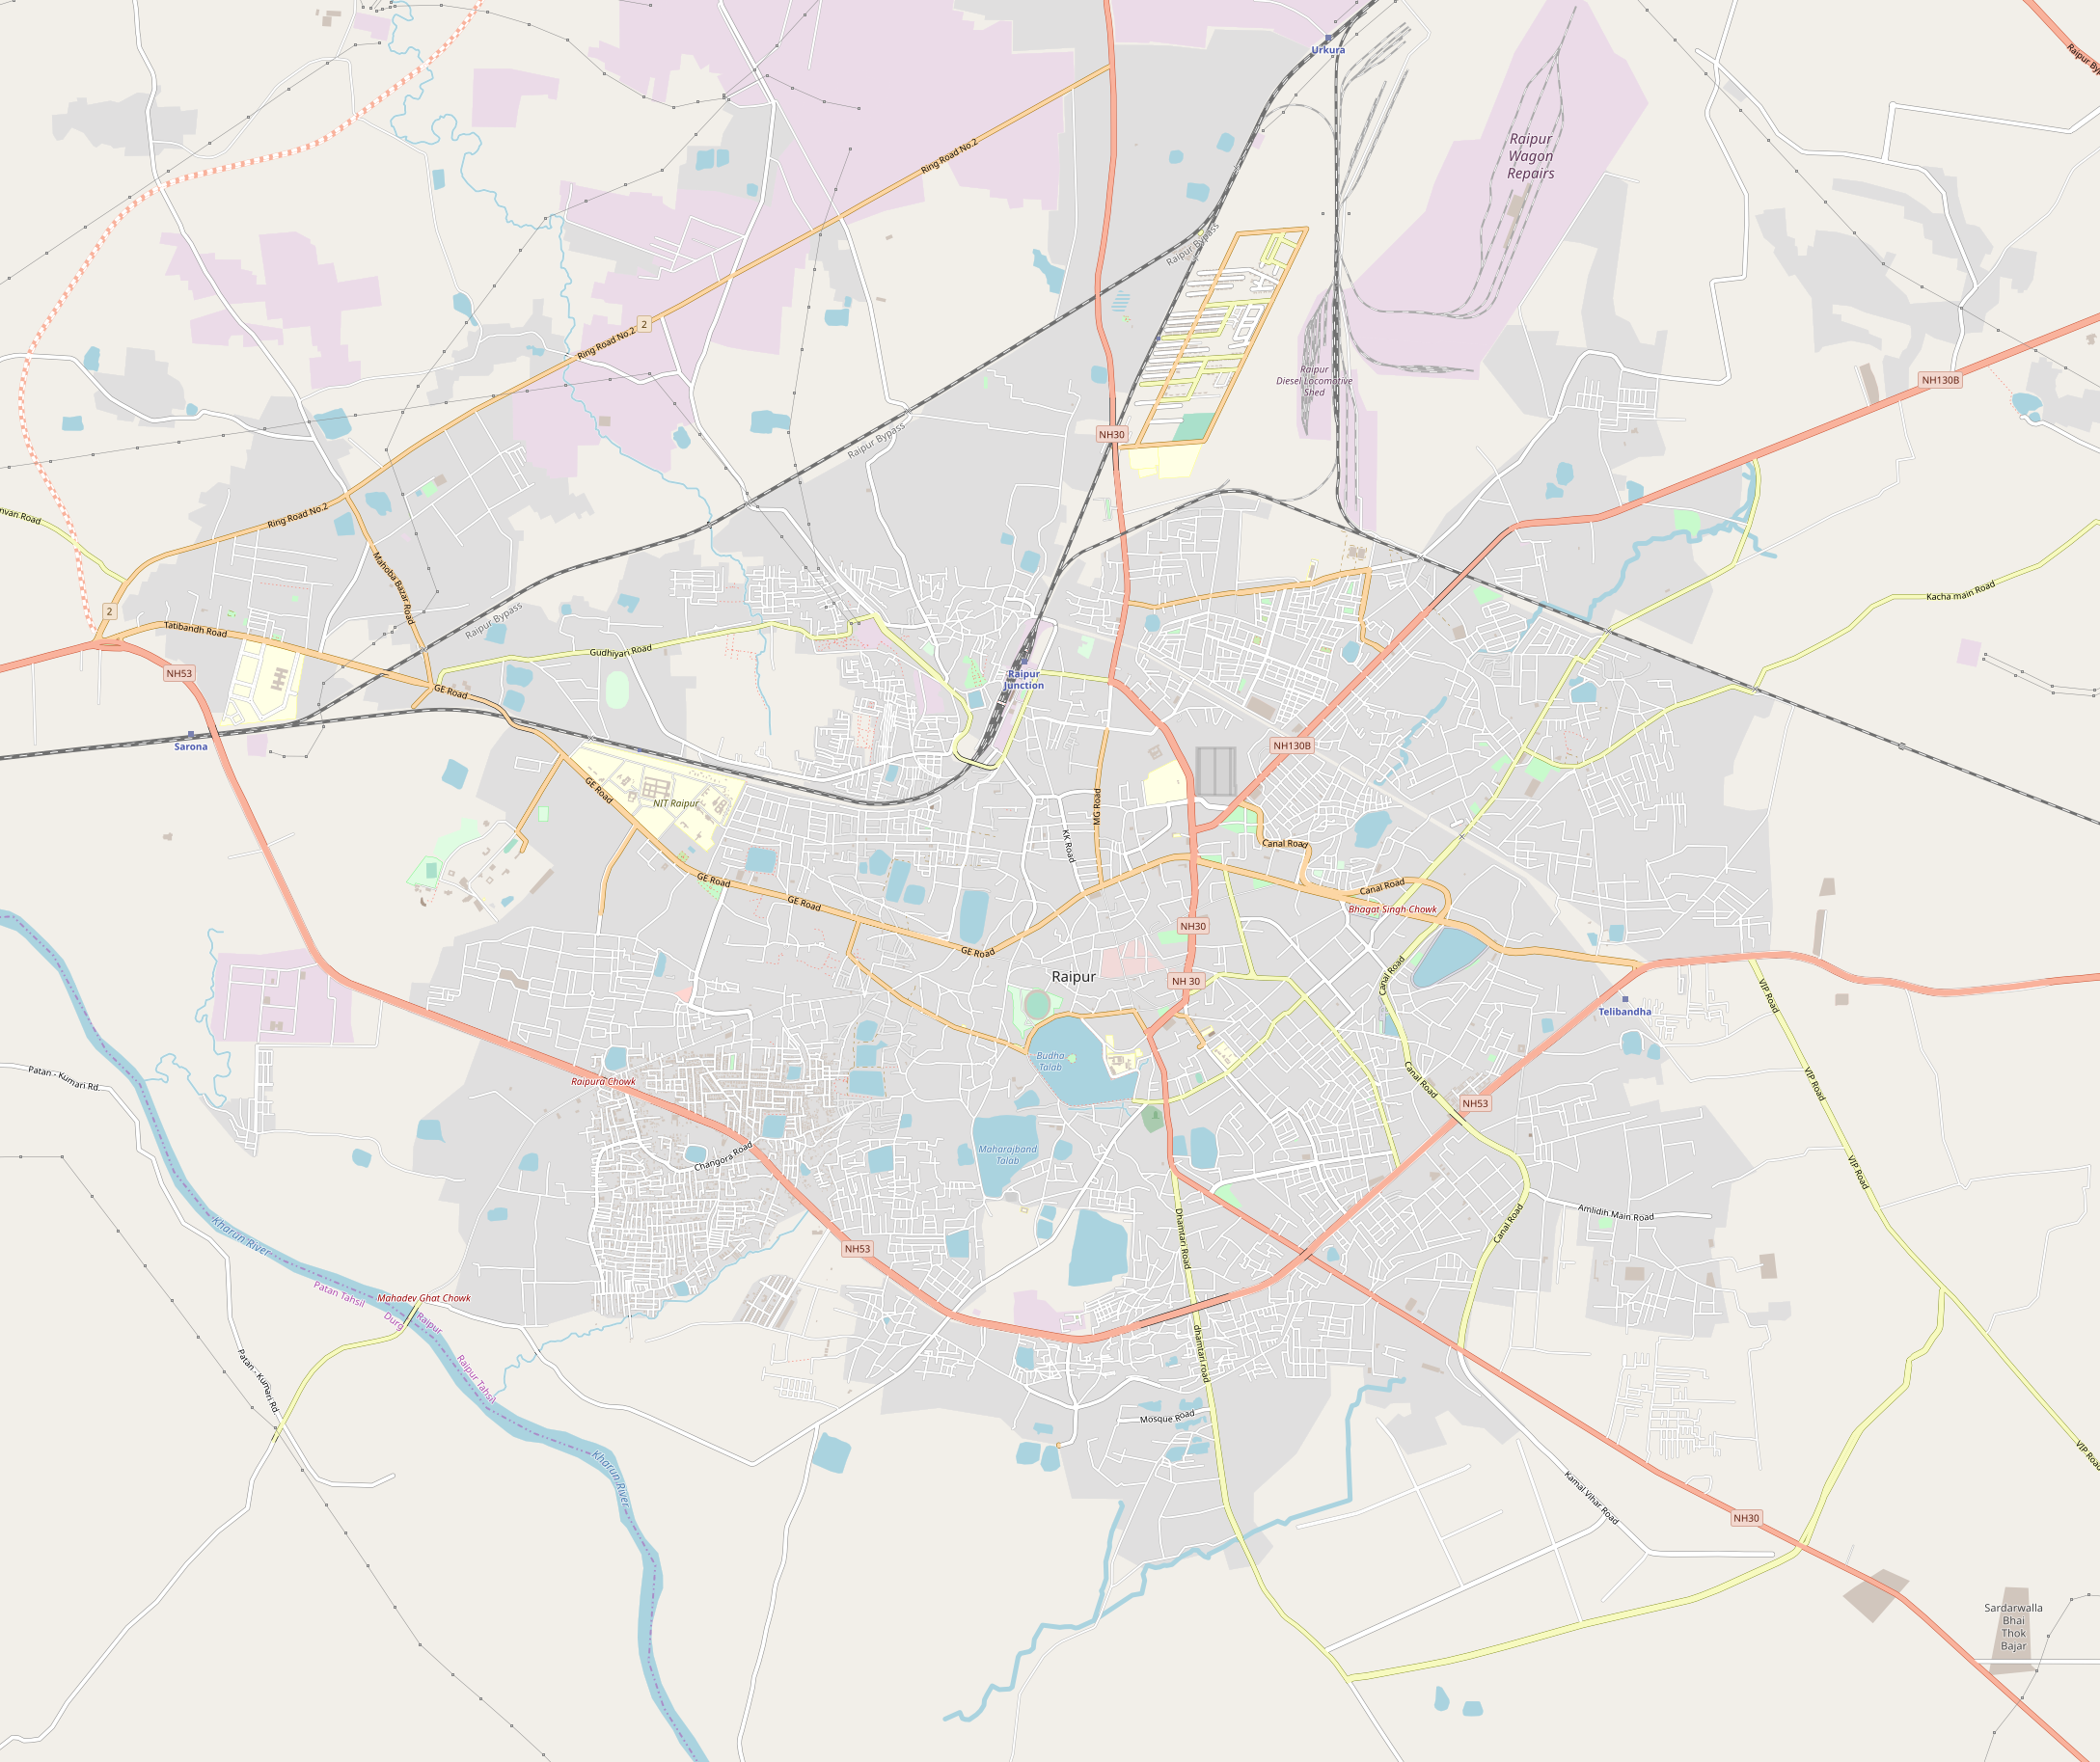 Urkura
Raipur Byp
Raipur
Wagon
Repairs
Ring Road No.2
Raipur Bypass
2
Ring Road No.2
Raipur
Diesel Locomotive
Shed
NH130B
NH30
Raipur Bypass
nvari Road
Ring Road No.2
Mahoba Bazar Road
Kacha main Road
2
Raipur Bypass
Tatibandh Road
Gudhiyari Road
NH53
Raipur
Junction
GE Road
Sarona
NH130B
GE Road
NIT Raipur
MG Road
KK Road
Canal Road
GE Road
Canal Road
GE Road
Bhagat Singh Chowk
NH30
GE Road
Raipur
NH 30
Canal Road
VIP Road
Telibandha
Budha
Talab
Patan - Kumari Rd.
Raipura Chowk
Canal Road
VIP Road
NH53
Maharajband
Talab
Changora Road
VIP Road
Kharun River
Dhamtari Road
Canal Road
Amlidih Main Road
NH53
Patan Tahsil
Mahadev Ghat Chowk
Durg
Raipur
Patan - Kumari Rd
Raipur Tahsil
dhamtari road
Mosque Road
VIP Road
Kharun River
Kamal Vihar Road
NH30
Sardarwalla
Bhai
Thok
Bajar